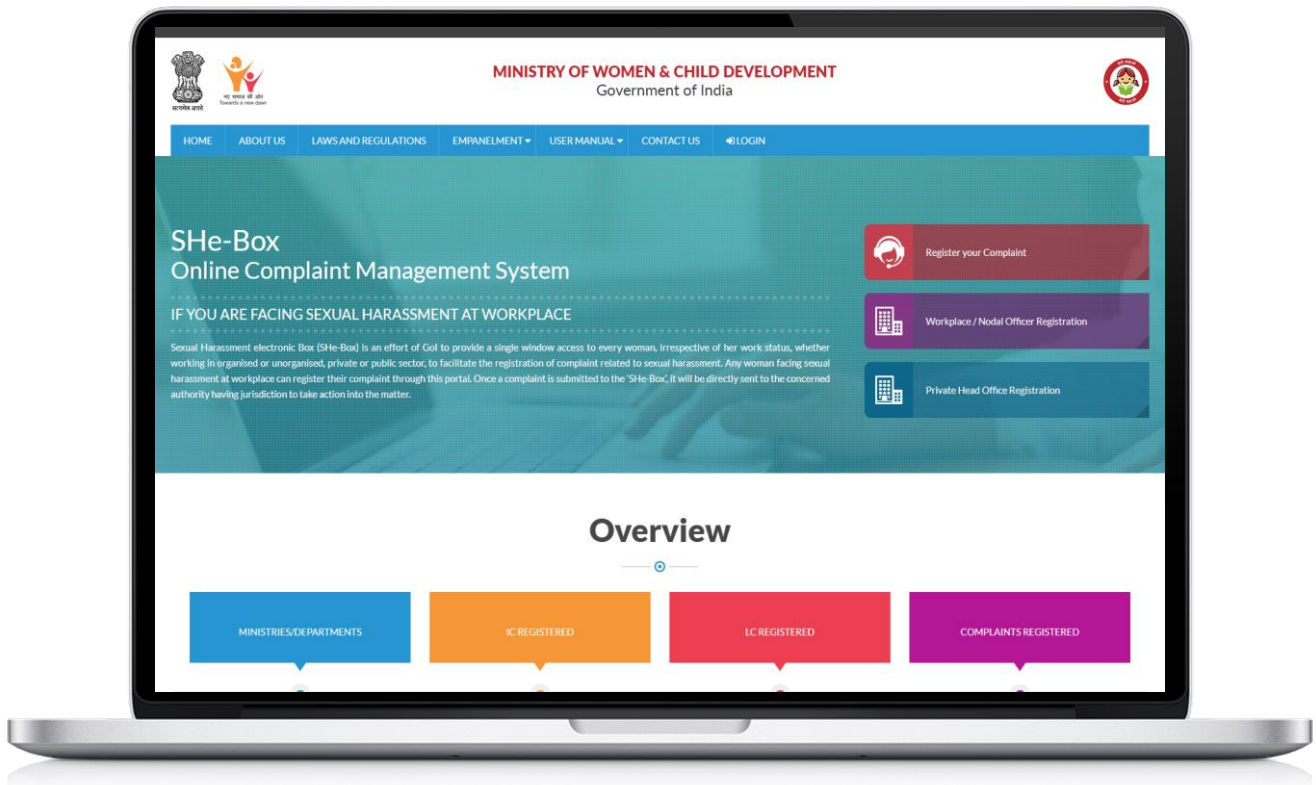 MINISTRY OF WOMEN & CHILD DEVELOPMENT
Government of India
सत्यमेव जयते
Towards a new dawn
HOME ABOUT US LAWS AND REGULATIONS EMPANELMENT USER MANUAL CONTACT US LOGIN
SHe-Box
Online Complaint Management System
IF YOU ARE FACING SEXUAL HARASSMENT AT WORKPLACE
Sexual Harassment electronic Box (SHe-Box) is an effort of GoI to provide a single window access to every woman, irrespective of her work status, whether
working in organised or unorganised, private or public sector, to facilitate the registration of complaint related to sexual harassment. Any woman facing sexual
harassment at workplace can register their complaint through this portal. Once a complaint is submitted to the 'SHe-Box', it will be directly sent to the concerned
authority having jurisdiction to take action into the matter.
Register your Complaint
Workplace / Nodal Officer Registration
Private Head Office Registration
Overview
MINISTRIES/DEPARTMENTS
IC REGISTERED
LC REGISTERED
COMPLAINTS REGISTERED